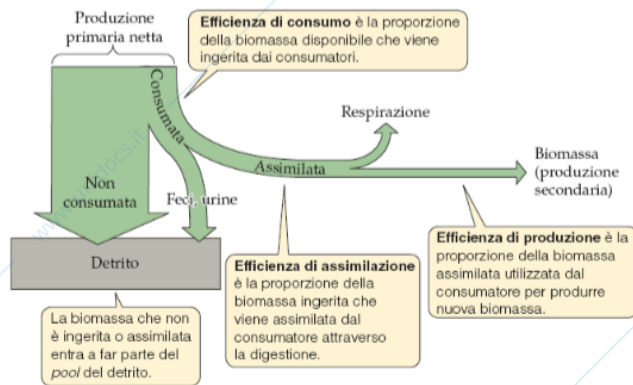 Produzione
primaria netta
Efficienza di consumo è la proporzione
della biomassa disponibile che viene
ingerita dai consumatori.
Consumata
Respirazione
Assimilata
Biomassa
(produzione
secondaria)
Non
consumata
Feci, urine
Detrito
Efficienza di assimilazione
è la proporzione della
biomassa ingerita che
viene assimilata dal
consumatore attraverso
la digestione.
Efficienza di produzione è la
proporzione della biomassa
assimilata utilizzata dal
consumatore per produrre
nuova biomassa.
La biomassa che non
è ingerita o assimilata
entra a far parte del
pool del detrito.